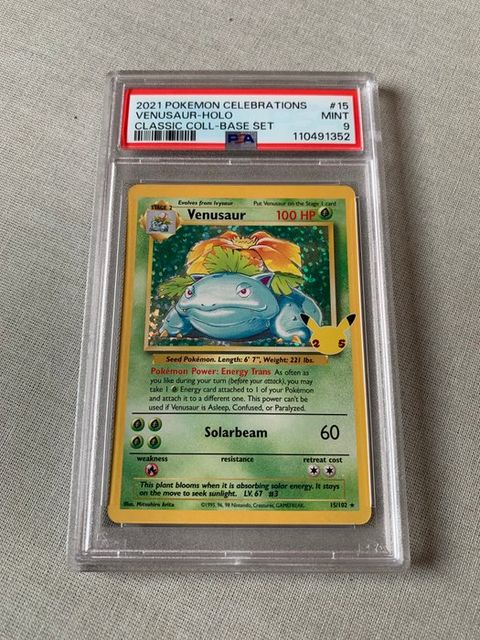 2021 POKEMON CELEBRATIONS #15
VENUSAUR-HOLO MINT
CLASSIC COLL-BASE SET 9
PSA 110491352
Evolves from Ivysaur Put Venusaur on the Stage 1 card
STAGE 2 Venusaur 100 HP
25
Seed Pokémon. Length: 6' 7", Weight: 221 lbs.
Pokémon Power: Energy Trans As often as
you like during your turn (before your attack), you may
take 1 Energy card attached to 1 of your Pokémon
and attach it to a different one. This power can't be
used if Venusaur is Asleep, Confused, or Paralyzed.
Solarbeam 60
weakness resistance retreat cost
This plant blooms when it is absorbing solar energy. It stays
on the move to seek sunlight. LV. 67 #3
Illus. Mitsuhiro Arita ©1995, 96, 98 Nintendo, Creatures, GAMEFREAK. 15/102 ★